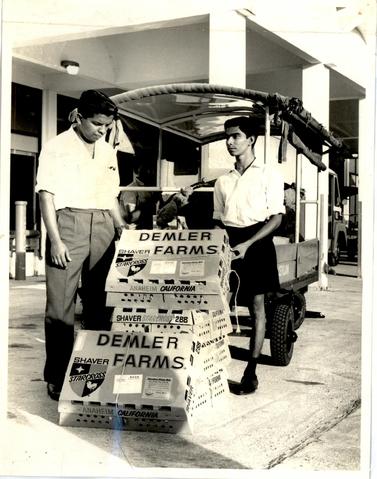 DEMLER FARMS.
SHAVER
STARCROSS
ANAHEIM CALIFORNIA
SHAVER STARCROSS 288
DEMLER
SHAVER FARMS.
STARCROSS
ANAHEIM CALIFORNIA